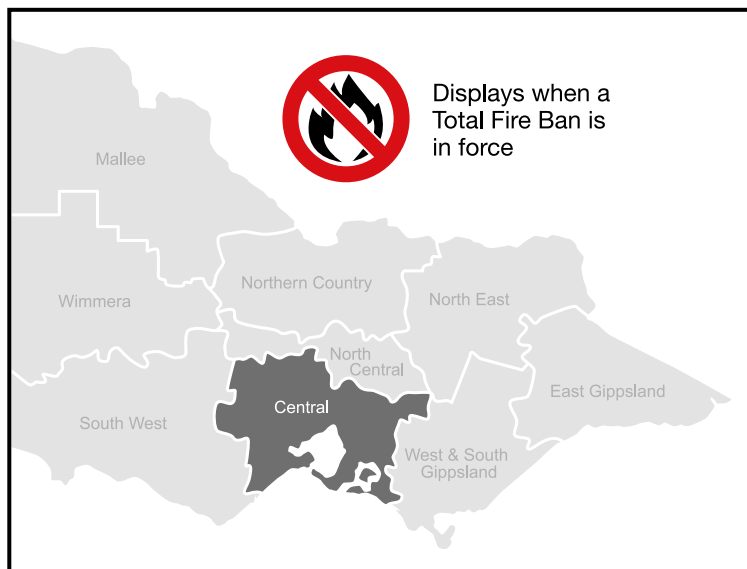 Displays when a
Total Fire Ban is
in force
Mallee
Northern Country
North East
Wimmera
North
Central
East Gippsland
Central
South West
West & South
Gippsland